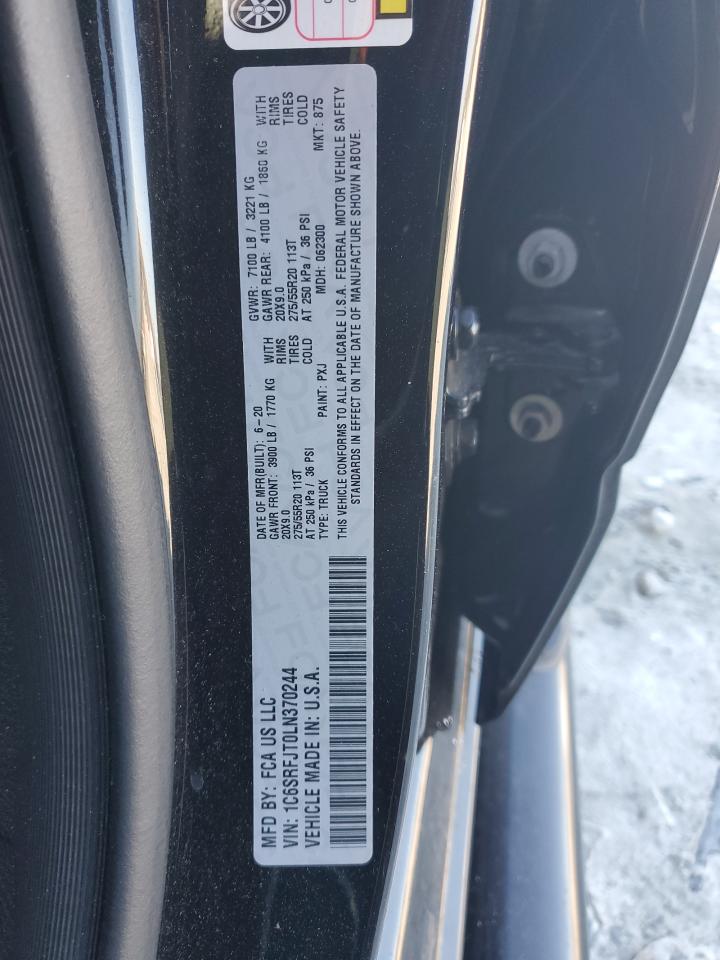 MFD BY: FCA US LLC
VIN: 1C6SRFJT0LN370244
VEHICLE MADE IN: U.S.A.
DATE OF MFR(BUILT): 6-20
GVWR: 7100 LB / 3221 KG
GAWR FRONT: 3900 LB / 1770 KG WITH
GAWR REAR: 4100 LB / 1860 KG WITH
20X9.0 RIMS
20X9.0 RIMS
275/55R20 113T TIRES
275/55R20 113T TIRES
AT 250 kPa / 36 PSI COLD
AT 250 kPa / 36 PSI COLD
TYPE: TRUCK PAINT: PXJ MDH: 062300 MKT: 875
THIS VEHICLE CONFORMS TO ALL APPLICABLE U.S.A. FEDERAL MOTOR VEHICLE SAFETY
STANDARDS IN EFFECT ON THE DATE OF MANUFACTURE SHOWN ABOVE.